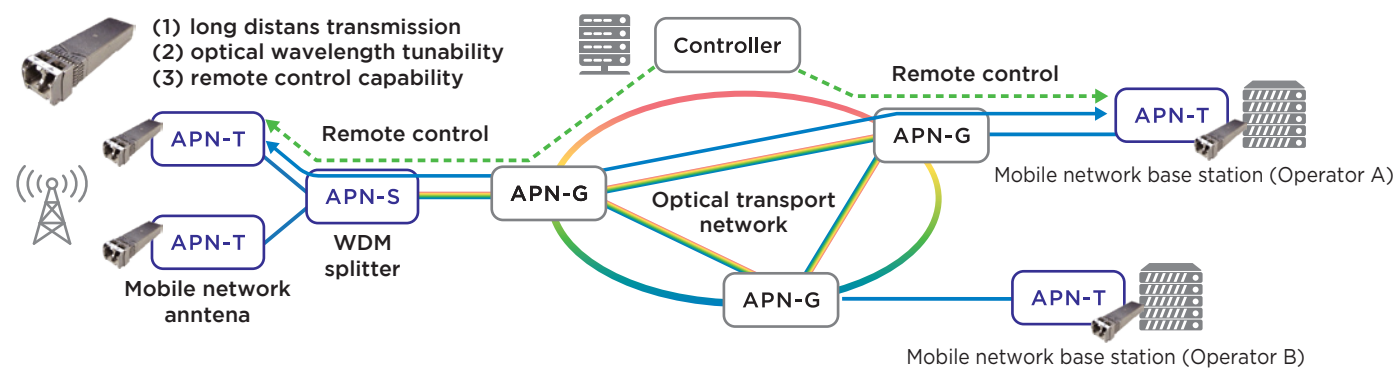 (1) long distans transmission
(2) optical wavelength tunability
(3) remote control capability
Controller
Remote control
APN-T
Remote control
APN-T
APN-G
Mobile network base station (Operator A)
APN-S
APN-G
Optical transport
network
APN-T
WDM
splitter
Mobile network
anntena
APN-G
APN-T
Mobile network base station (Operator B)